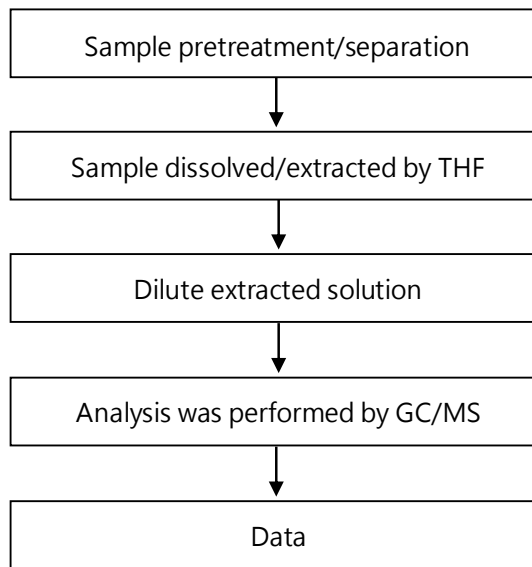 Sample pretreatment/separation
Sample dissolved/extracted by THF
Dilute extracted solution
Analysis was performed by GC/MS
Data